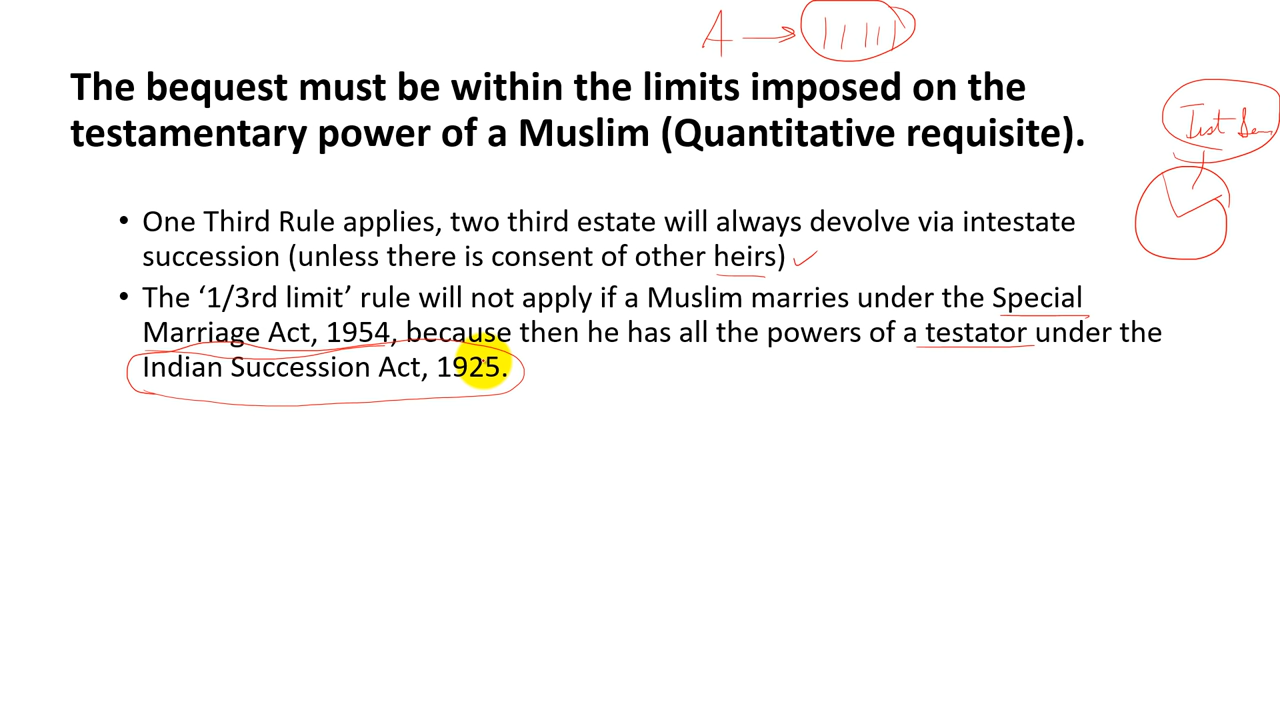 A
The bequest must be within the limits imposed on the
testamentary power of a Muslim (Quantitative requisite).
• One Third Rule applies, two third estate will always devolve via intestate
succession (unless there is consent of other heirs)
• The ‘1/3rd limit’ rule will not apply if a Muslim marries under the Special
Marriage Act, 1954, because then he has all the powers of a testator under the
Indian Succession Act, 1925.